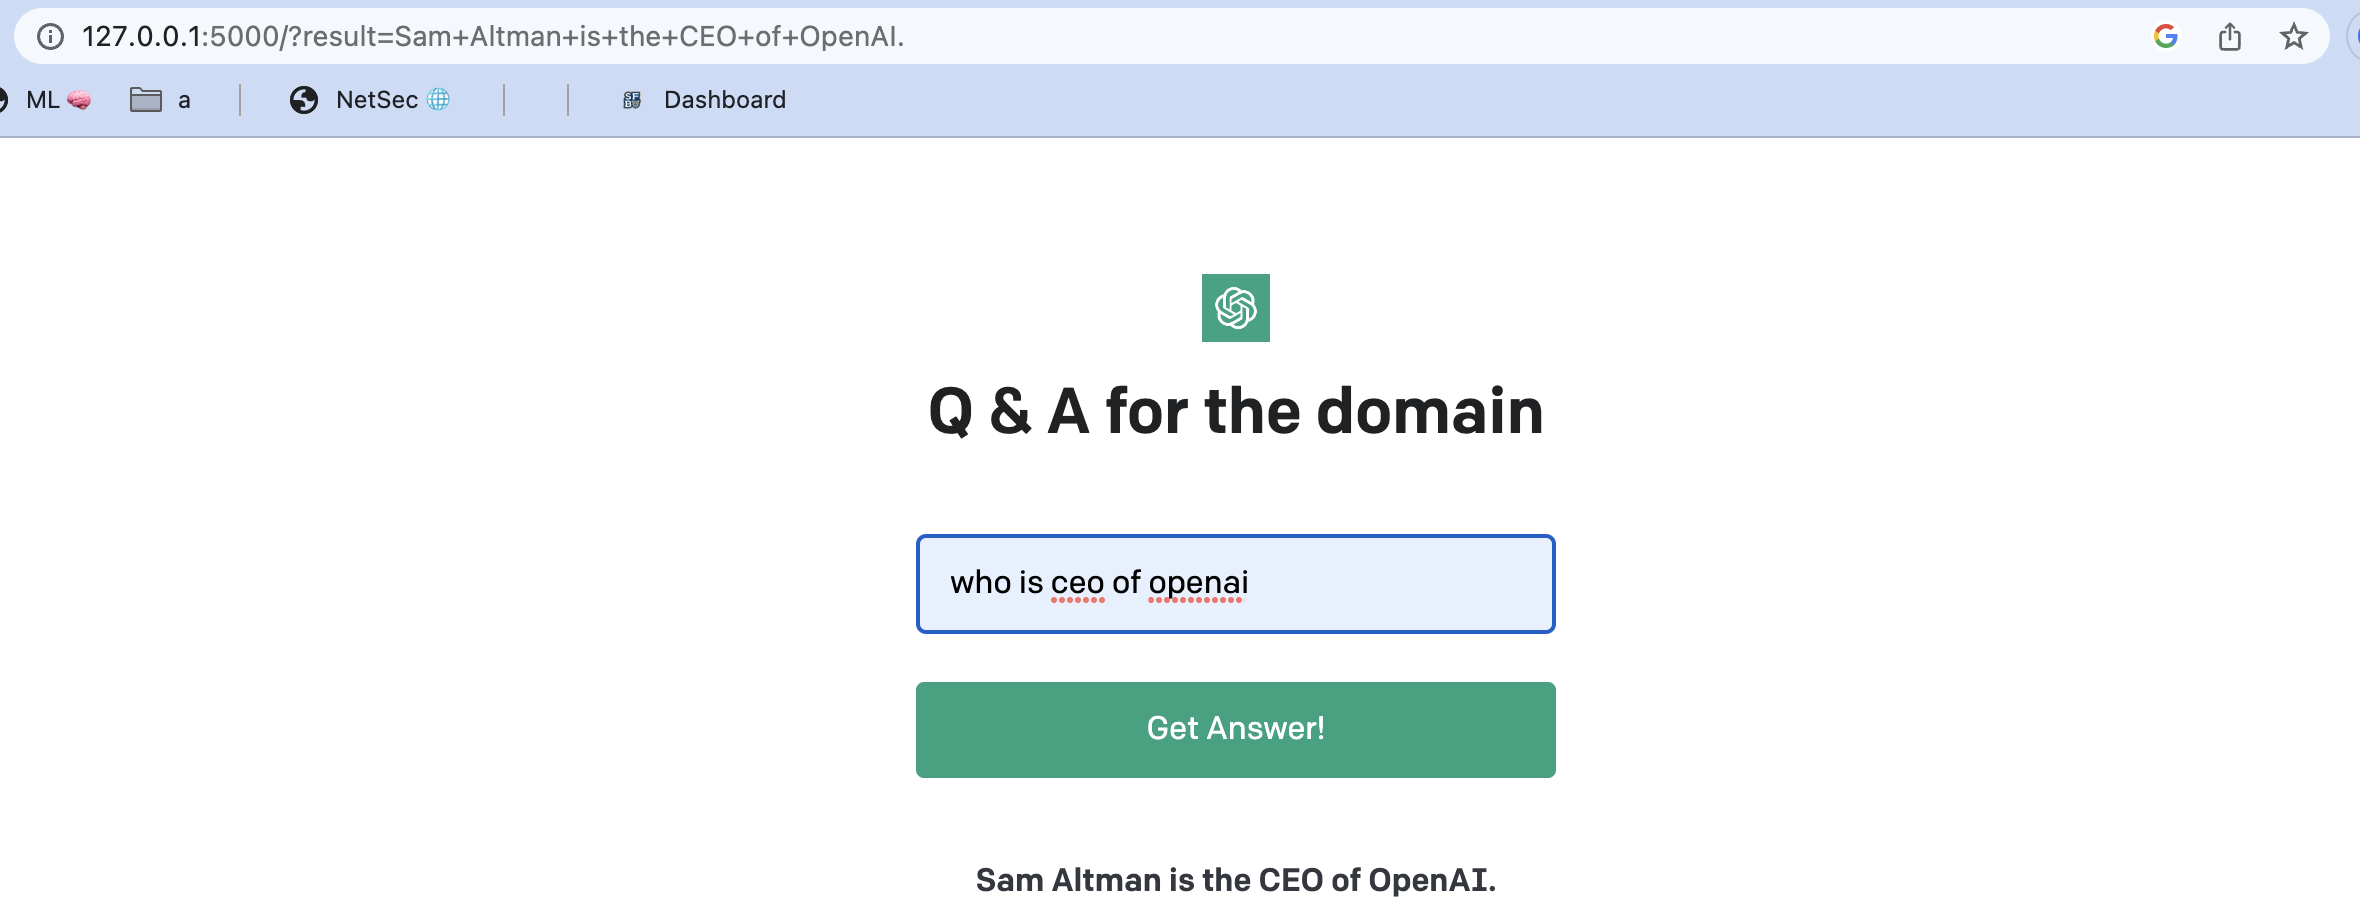 127.0.0.1:5000/?result=Sam+Altman+is+the+CEO+of+OpenAI.
ML🧠 a NetSec🌐 Dashboard
Q & A for the domain
who is ceo of openai
Get Answer!
Sam Altman is the CEO of OpenAI.